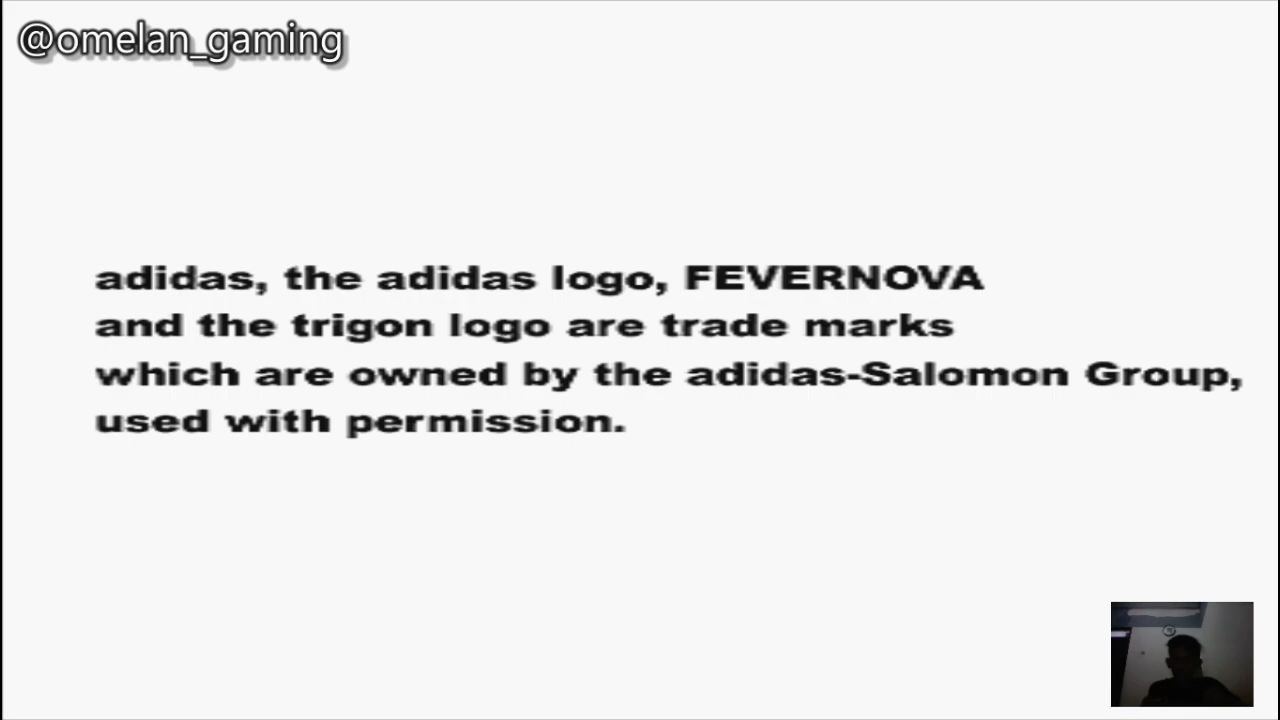 @omelan_gaming
adidas, the adidas logo, FEVERNOVA
and the trigon logo are trade marks
which are owned by the adidas-Salomon Group,
used with permission.